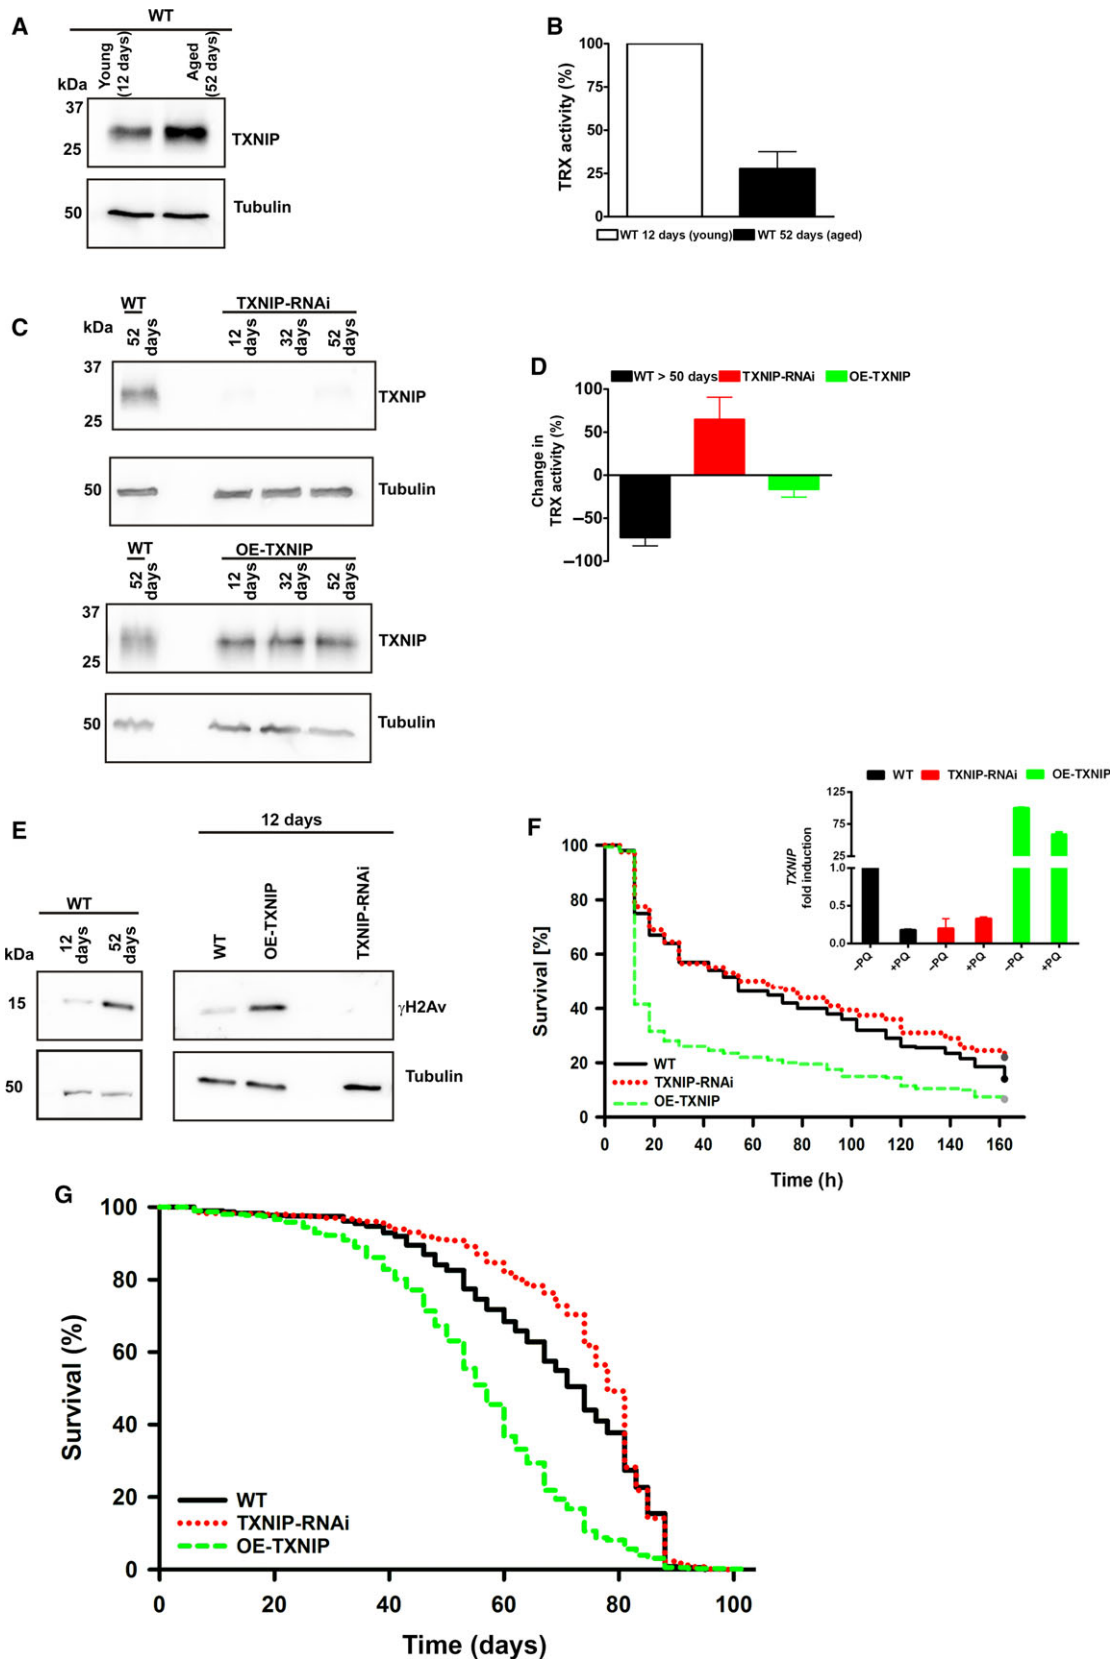 A
WT
Young
(12 days)
Aged
(52 days)
kDa
37
25
TXNIP
50
Tubulin
B
TRX activity (%)
100
75
50
25
0
WT 12 days (young) WT 52 days (aged)
C
WT TXNIP-RNAi
kDa
52 days
12 days
32 days
52 days
37
25
TXNIP
50
Tubulin
WT OE-TXNIP
52 days
12 days
32 days
52 days
37
25
TXNIP
50
Tubulin
D
WT > 50 days TXNIP-RNAi OE-TXNIP
Change in
TRX activity (%)
100
50
0
–50
–100
E
12 days
WT
kDa
12 days
52 days
WT
OE-TXNIP
TXNIP-RNAi
15
γH2Av
50
Tubulin
F
WT TXNIP-RNAi OE-TXNIP
TXNIP
fold induction
125
75
25
1.0
0.5
0.0
–PQ +PQ –PQ +PQ –PQ +PQ
Survival [%]
100
80
60
40
20
0
WT
TXNIP-RNAi
OE-TXNIP
0 20 40 60 80 100 120 140 160
Time (h)
G
Survival (%)
100
80
60
40
20
0
WT
TXNIP-RNAi
OE-TXNIP
0 20 40 60 80 100
Time (days)